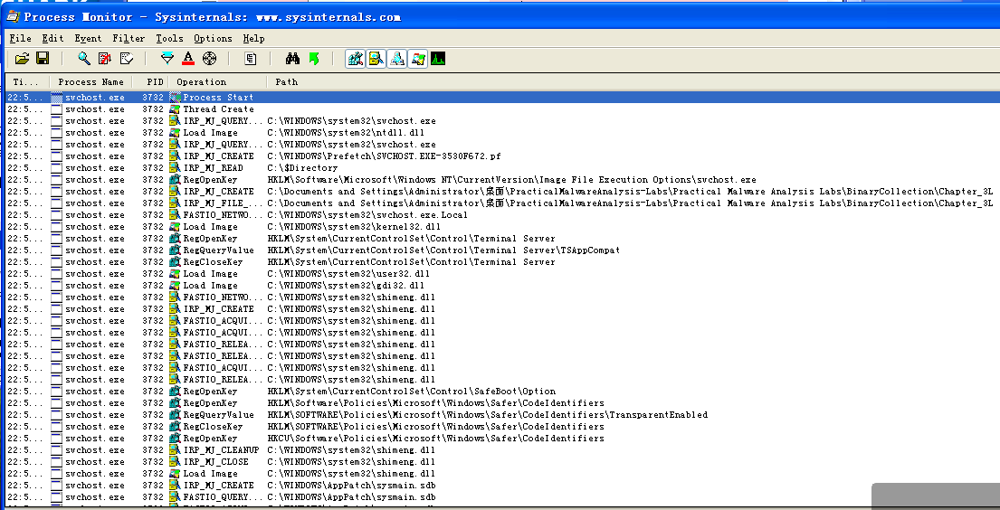 Process Monitor - Sysinternals: www.sysinternals.com
File Edit Event Filter Tools Options Help
Ti... Process Name PID Operation Path
22:5... svchost.exe 3732 Process Start
22:5... svchost.exe 3732 Thread Create
22:5... svchost.exe 3732 IRP_MJ_QUERY... C:\WINDOWS\system32\svchost.exe
22:5... svchost.exe 3732 Load Image C:\WINDOWS\system32\ntdll.dll
22:5... svchost.exe 3732 IRP_MJ_QUERY... C:\WINDOWS\system32\svchost.exe
22:5... svchost.exe 3732 IRP_MJ_CREATE C:\WINDOWS\Prefetch\SVCHOST.EXE-3530F672.pf
22:5... svchost.exe 3732 IRP_MJ_READ C:\$Directory
22:5... svchost.exe 3732 RegOpenKey HKLM\Software\Microsoft\Windows NT\CurrentVersion\Image File Execution Options\svchost.exe
22:5... svchost.exe 3732 IRP_MJ_CREATE C:\Documents and Settings\Administrator\桌面\PracticalMalwareAnalysis-Labs\Practical Malware Analysis Labs\BinaryCollection\Chapter_3L
22:5... svchost.exe 3732 IRP_MJ_FILE_... C:\Documents and Settings\Administrator\桌面\PracticalMalwareAnalysis-Labs\Practical Malware Analysis Labs\BinaryCollection\Chapter_3L
22:5... svchost.exe 3732 FASTIO_NETWO... C:\WINDOWS\system32\svchost.exe.Local
22:5... svchost.exe 3732 Load Image C:\WINDOWS\system32\kernel32.dll
22:5... svchost.exe 3732 RegOpenKey HKLM\System\CurrentControlSet\Control\Terminal Server
22:5... svchost.exe 3732 RegQueryValue HKLM\System\CurrentControlSet\Control\Terminal Server\TSAppCompat
22:5... svchost.exe 3732 RegCloseKey HKLM\System\CurrentControlSet\Control\Terminal Server
22:5... svchost.exe 3732 Load Image C:\WINDOWS\system32\user32.dll
22:5... svchost.exe 3732 Load Image C:\WINDOWS\system32\gdi32.dll
22:5... svchost.exe 3732 FASTIO_NETWO... C:\WINDOWS\system32\shimeng.dll
22:5... svchost.exe 3732 IRP_MJ_CREATE C:\WINDOWS\system32\shimeng.dll
22:5... svchost.exe 3732 FASTIO_ACQUI... C:\WINDOWS\system32\shimeng.dll
22:5... svchost.exe 3732 FASTIO_ACQUI... C:\WINDOWS\system32\shimeng.dll
22:5... svchost.exe 3732 FASTIO_RELEA... C:\WINDOWS\system32\shimeng.dll
22:5... svchost.exe 3732 FASTIO_RELEA... C:\WINDOWS\system32\shimeng.dll
22:5... svchost.exe 3732 FASTIO_ACQUI... C:\WINDOWS\system32\shimeng.dll
22:5... svchost.exe 3732 FASTIO_RELEA... C:\WINDOWS\system32\shimeng.dll
22:5... svchost.exe 3732 RegOpenKey HKLM\System\CurrentControlSet\Control\SafeBoot\Option
22:5... svchost.exe 3732 RegOpenKey HKLM\Software\Policies\Microsoft\Windows\Safer\CodeIdentifiers
22:5... svchost.exe 3732 RegQueryValue HKLM\SOFTWARE\Policies\Microsoft\Windows\Safer\CodeIdentifiers\TransparentEnabled
22:5... svchost.exe 3732 RegCloseKey HKLM\SOFTWARE\Policies\Microsoft\Windows\Safer\CodeIdentifiers
22:5... svchost.exe 3732 RegOpenKey HKCU\Software\Policies\Microsoft\Windows\Safer\CodeIdentifiers
22:5... svchost.exe 3732 IRP_MJ_CLEANUP C:\WINDOWS\system32\shimeng.dll
22:5... svchost.exe 3732 IRP_MJ_CLOSE C:\WINDOWS\system32\shimeng.dll
22:5... svchost.exe 3732 Load Image C:\WINDOWS\system32\shimeng.dll
22:5... svchost.exe 3732 IRP_MJ_CREATE C:\WINDOWS\AppPatch\sysmain.sdb
22:5... svchost.exe 3732 FASTIO_QUERY... C:\WINDOWS\AppPatch\sysmain.sdb